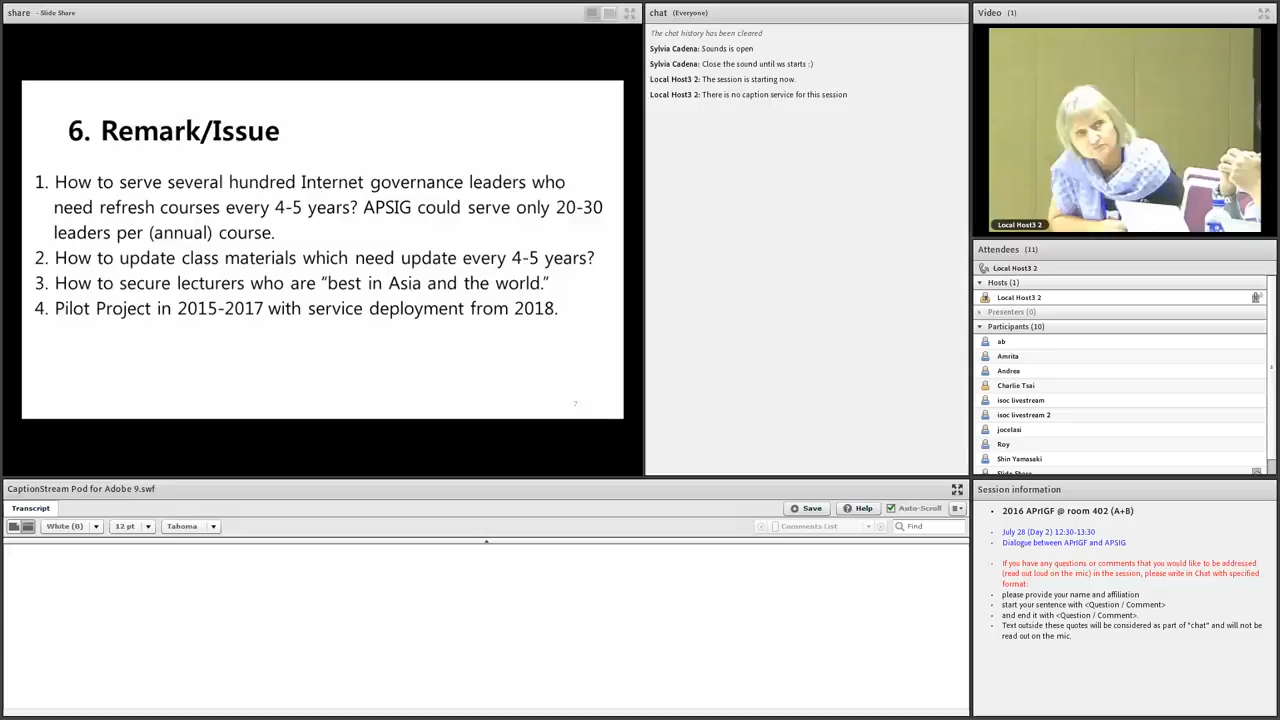 share - Slide Share
6. Remark/Issue
1. How to serve several hundred Internet governance leaders who
need refresh courses every 4-5 years? APSIG could serve only 20-30
leaders per (annual) course.
2. How to update class materials which need update every 4-5 years?
3. How to secure lecturers who are “best in Asia and the world.”
4. Pilot Project in 2015-2017 with service deployment from 2018.
7
chat (Everyone)
The chat history has been cleared
Sylvia Cadena: Sounds is open
Sylvia Cadena: Close the sound until ws starts :)
Local Host3 2: The session is starting now.
Local Host3 2: There is no caption service for this session
Video (1)
Local Host3 2
Attendees (11)
Local Host3 2
Hosts (1)
Local Host3 2
Presenters (0)
Participants (10)
ab
Amrita
Andrea
Charlie Tsai
isoc livestream
isoc livestream 2
jocelasi
Roy
Shin Yamasaki
Slide Share
CaptionStream Pod for Adobe 9.swf
Transcript
Save
Help
Auto-Scroll
White (B)
12 pt
Tahoma
Comments List
Find
Session information
• 2016 APrIGF @ room 402 (A+B)
• July 28 (Day 2) 12:30-13:30
• Dialogue between APrIGF and APSIG
• If you have any questions or comments that you would like to be addressed
(read out loud on the mic) in the session, please write in Chat with specified
format:
• please provide your name and affiliation
• start your sentence with <Question / Comment>
• and end it with <Question / Comment>.
• Text outside these quotes will be considered as part of "chat" and will not be
read out on the mic.